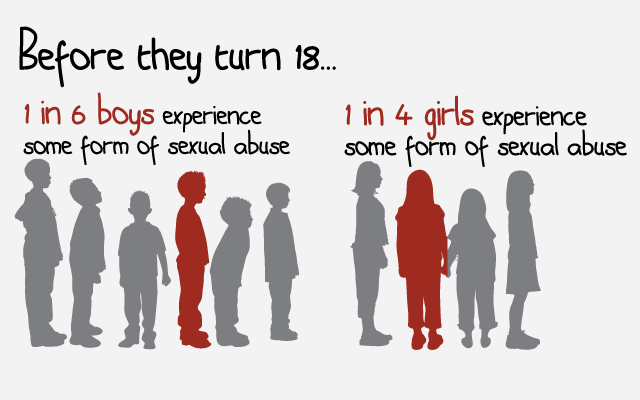 Before they turn 18...
1 in 6 boys experience
some form of sexual abuse
1 in 4 girls experience
some form of sexual abuse